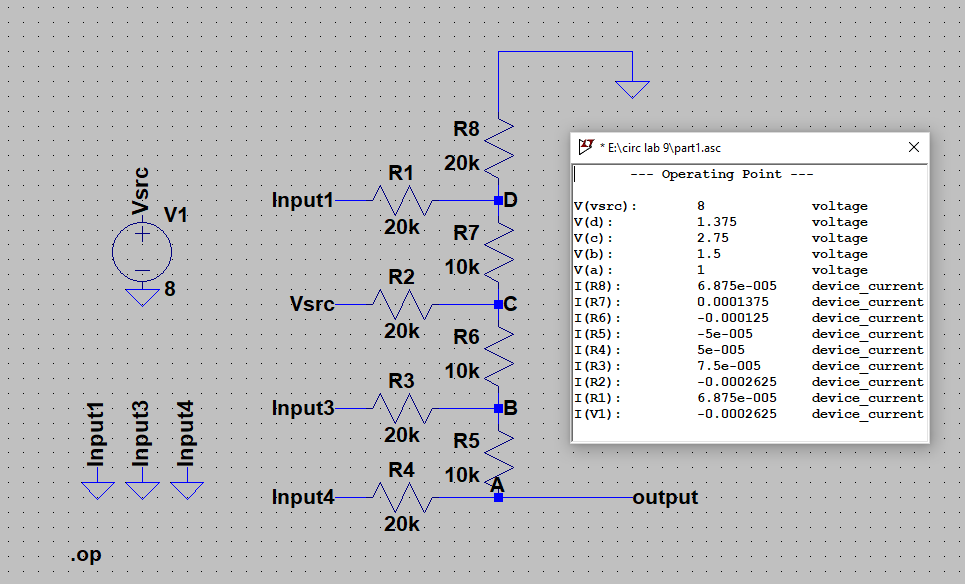 Vsrc
V1
8
Input1
Input3
Input4
.op
R8
20k
Input1
R1
20k
D
R7
10k
Vsrc
R2
20k
C
R6
10k
Input3
R3
20k
B
R5
10k
A
Input4
R4
20k
output
* E:\circ lab 9\part1.asc
--- Operating Point ---
V(vsrc): 8 voltage
V(d): 1.375 voltage
V(c): 2.75 voltage
V(b): 1.5 voltage
V(a): 1 voltage
I(R8): 6.875e-005 device_current
I(R7): 0.0001375 device_current
I(R6): -0.000125 device_current
I(R5): -5e-005 device_current
I(R4): 5e-005 device_current
I(R3): 7.5e-005 device_current
I(R2): -0.0002625 device_current
I(R1): 6.875e-005 device_current
I(V1): -0.0002625 device_current